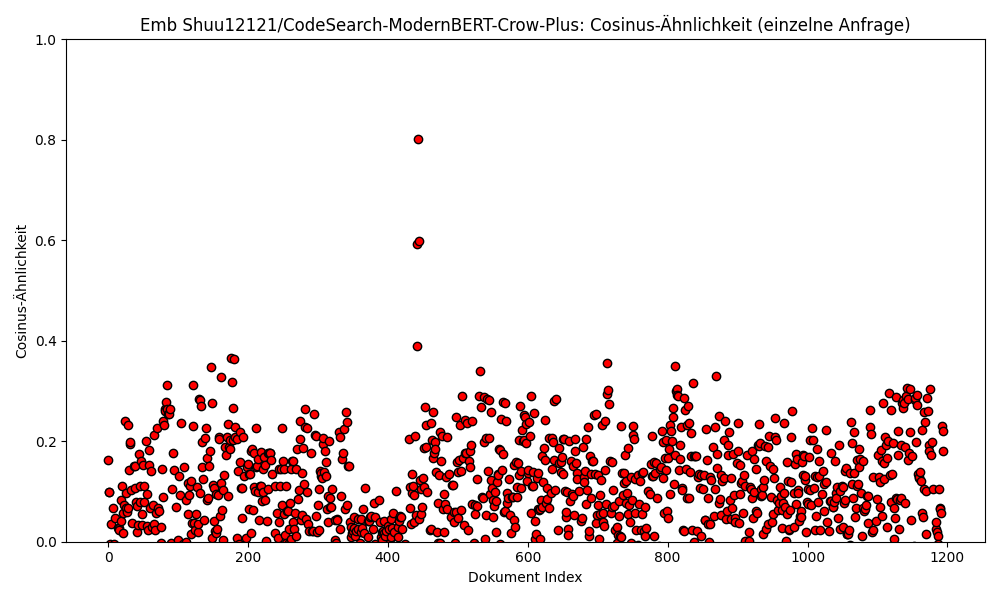 Emb Shuu12121/CodeSearch-ModernBERT-Crow-Plus: Cosinus-Ähnlichkeit (einzelne Anfrage)
1.0
0.8
0.6
0.4
0.2
0.0
Cosinus-Ähnlichkeit
0 200 400 600 800 1000 1200
Dokument Index